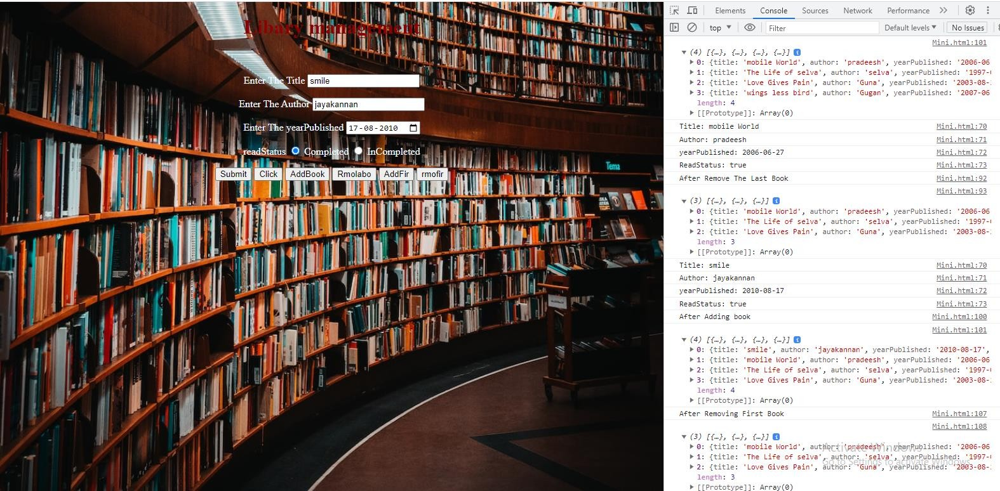 Libary management
Enter The Title smile
Enter The Author jayakannan
Enter The yearPublished 17-08-2010
readStatus Completed InCompleted
Submit Click AddBook Rmolabo AddFir rmofir
Tema
Elements Console Sources Network Performance
top Filter Default levels No Issues
Mini.html:101
(4) [{…}, {…}, {…}, {…}]
0: {title: 'mobile World', author: 'pradeesh', yearPublished: '2006-06
1: {title: 'The Life of selva', author: 'selva', yearPublished: '1997-
2: {title: 'Love Gives Pain', author: 'Guna', yearPublished: '2003-08-
3: {title: 'wings less bird', author: 'Gugan', yearPublished: '2007-06
length: 4
[[Prototype]]: Array(0)
Title: mobile World Mini.html:70
Author: pradeesh Mini.html:71
yearPublished: 2006-06-27 Mini.html:72
ReadStatus: true Mini.html:73
After Remove The Last Book Mini.html:92
Mini.html:93
(3) [{…}, {…}, {…}]
0: {title: 'mobile World', author: 'pradeesh', yearPublished: '2006-06
1: {title: 'The Life of selva', author: 'selva', yearPublished: '1997-
2: {title: 'Love Gives Pain', author: 'Guna', yearPublished: '2003-08-
length: 3
[[Prototype]]: Array(0)
Title: smile Mini.html:70
Author: jayakannan Mini.html:71
yearPublished: 2010-08-17 Mini.html:72
ReadStatus: true Mini.html:73
After Adding book Mini.html:100
Mini.html:101
(4) [{…}, {…}, {…}, {…}]
0: {title: 'smile', author: 'jayakannan', yearPublished: '2010-08-17',
1: {title: 'mobile World', author: 'pradeesh', yearPublished: '2006-06
2: {title: 'The Life of selva', author: 'selva', yearPublished: '1997-
3: {title: 'Love Gives Pain', author: 'Guna', yearPublished: '2003-08-
length: 4
[[Prototype]]: Array(0)
After Removing First Book Mini.html:107
Mini.html:108
(3) [{…}, {…}, {…}]
0: {title: 'mobile World', author: 'pradeesh', yearPublished: '2006-06
1: {title: 'The Life of selva', author: 'selva', yearPublished: '1997-
2: {title: 'Love Gives Pain', author: 'Guna', yearPublished: '2003-08-
length: 3
[[Prototype]]: Array(0)
Activate Windows
Go to Settings to activate Windows.